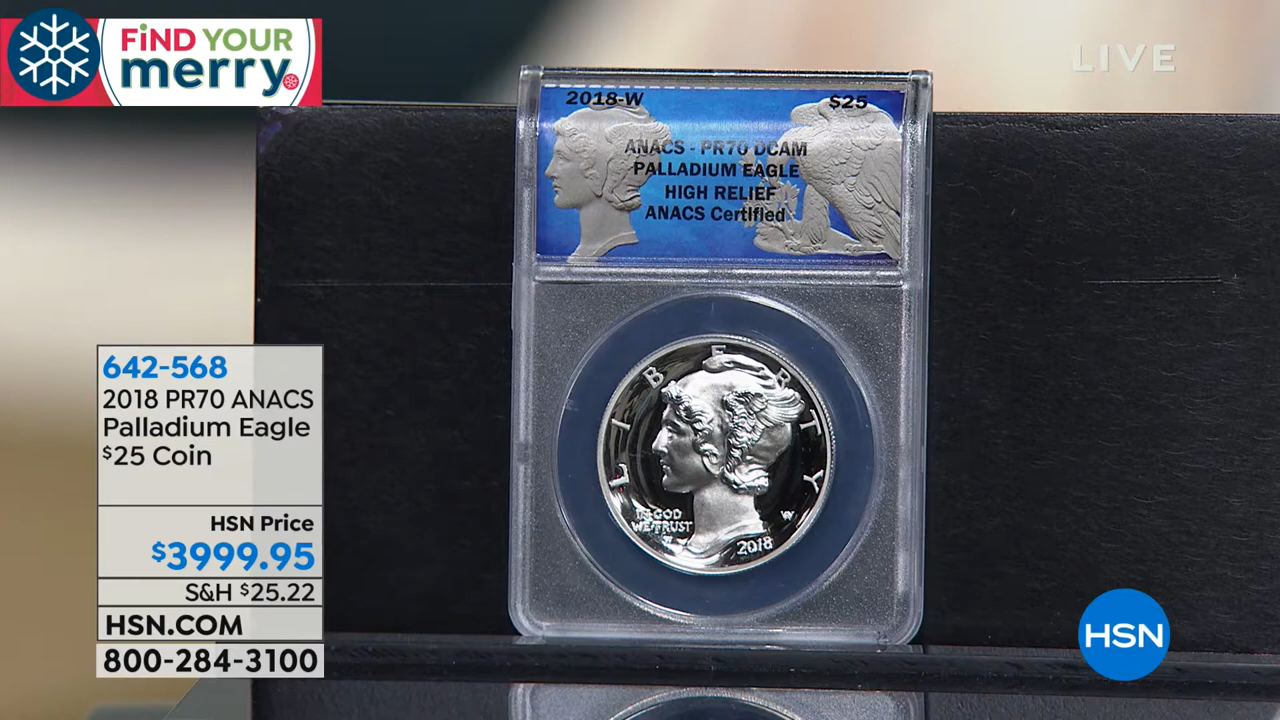 FiND YOUR
merry.
LIVE
2018-W
$25
ANACS - PR70 DCAM
PALLADIUM EAGLE
HIGH RELIEF
ANACS Certified
LIBERTY
IN GOD
WE TRUST
W
2018
642-568
2018 PR70 ANACS
Palladium Eagle
$25 Coin
HSN Price
$3999.95
S&H $25.22
HSN.COM
800-284-3100
HSN